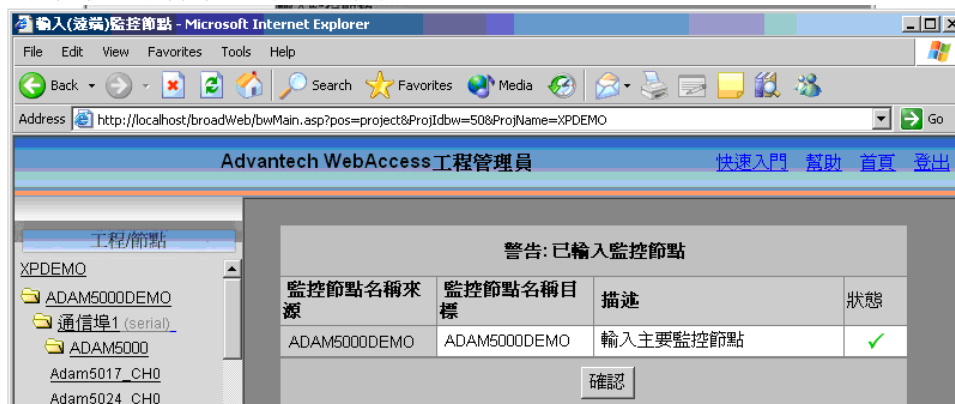 輸入(遠端)監控節點 - Microsoft Internet Explorer
File Edit View Favorites Tools Help
Back Search Favorites Media
Address http://localhost/broadWeb/bwMain.asp?pos=project&ProjIdbw=50&ProjName=XPDEMO Go
Advantech WebAccess工程管理員 快速入門 幫助 首頁 登出
工程/節點
XPDEMO
ADAM5000DEMO
通信埠1 (serial)
ADAM5000
Adam5017_CH0
Adam5024_CH0
警告: 已輸入監控節點
監控節點名稱來源 監控節點名稱目標 描述 狀態
ADAM5000DEMO ADAM5000DEMO 輸入主要監控節點
確認